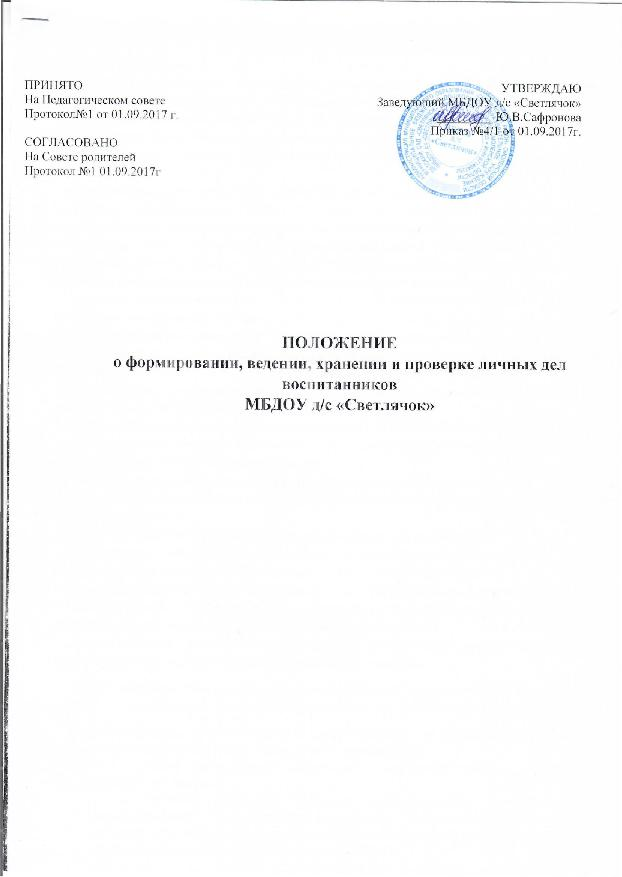 ПРИНЯТО
На Педагогическом совете
Протокол№1 от 01.09.2017 г.
СОГЛАСОВАНО
На Совете родителей
Протокол №1 01.09.2017г
УТВЕРЖДАЮ
Заведующий МБДОУ д/с «Светлячок»
Ю.В.Сафронова
Приказ №4/1 от 01.09.2017г.
«Светлячок»
ПОЛОЖЕНИЕ
о формировании, ведении, хранении и проверке личных дел
воспитанников
МБДОУ д/с «Светлячок»